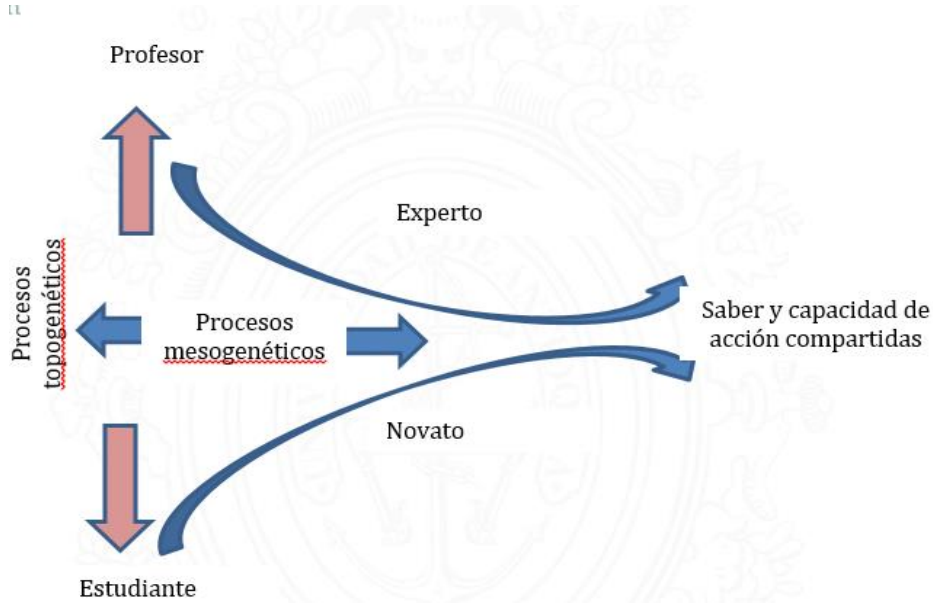 Profesor
Experto
Procesos
topogenéticos
Procesos
mesogenéticos
Saber y capacidad de
acción compartidas
Novato
Estudiante